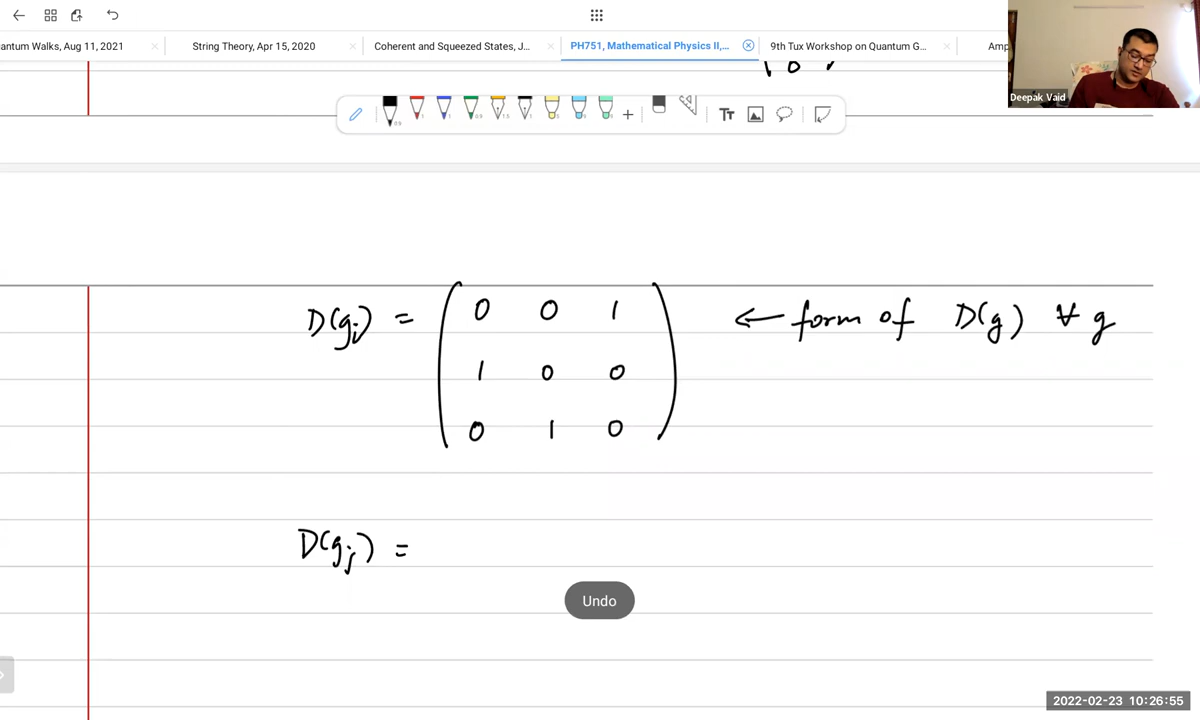 antum Walks, Aug 11, 2021 String Theory, Apr 15, 2020 Coherent and Squeezed States, J... PH751, Mathematical Physics II,... 9th Tux Workshop on Quantum G... Amp
Deepak Vaid
Tт
D(gᵢ) = ( 0 0 1 ← form of D(g) ∀ g
1 0 0
0 1 0 )
D(gⱼ) =
Undo
2022-02-23 10:26:55